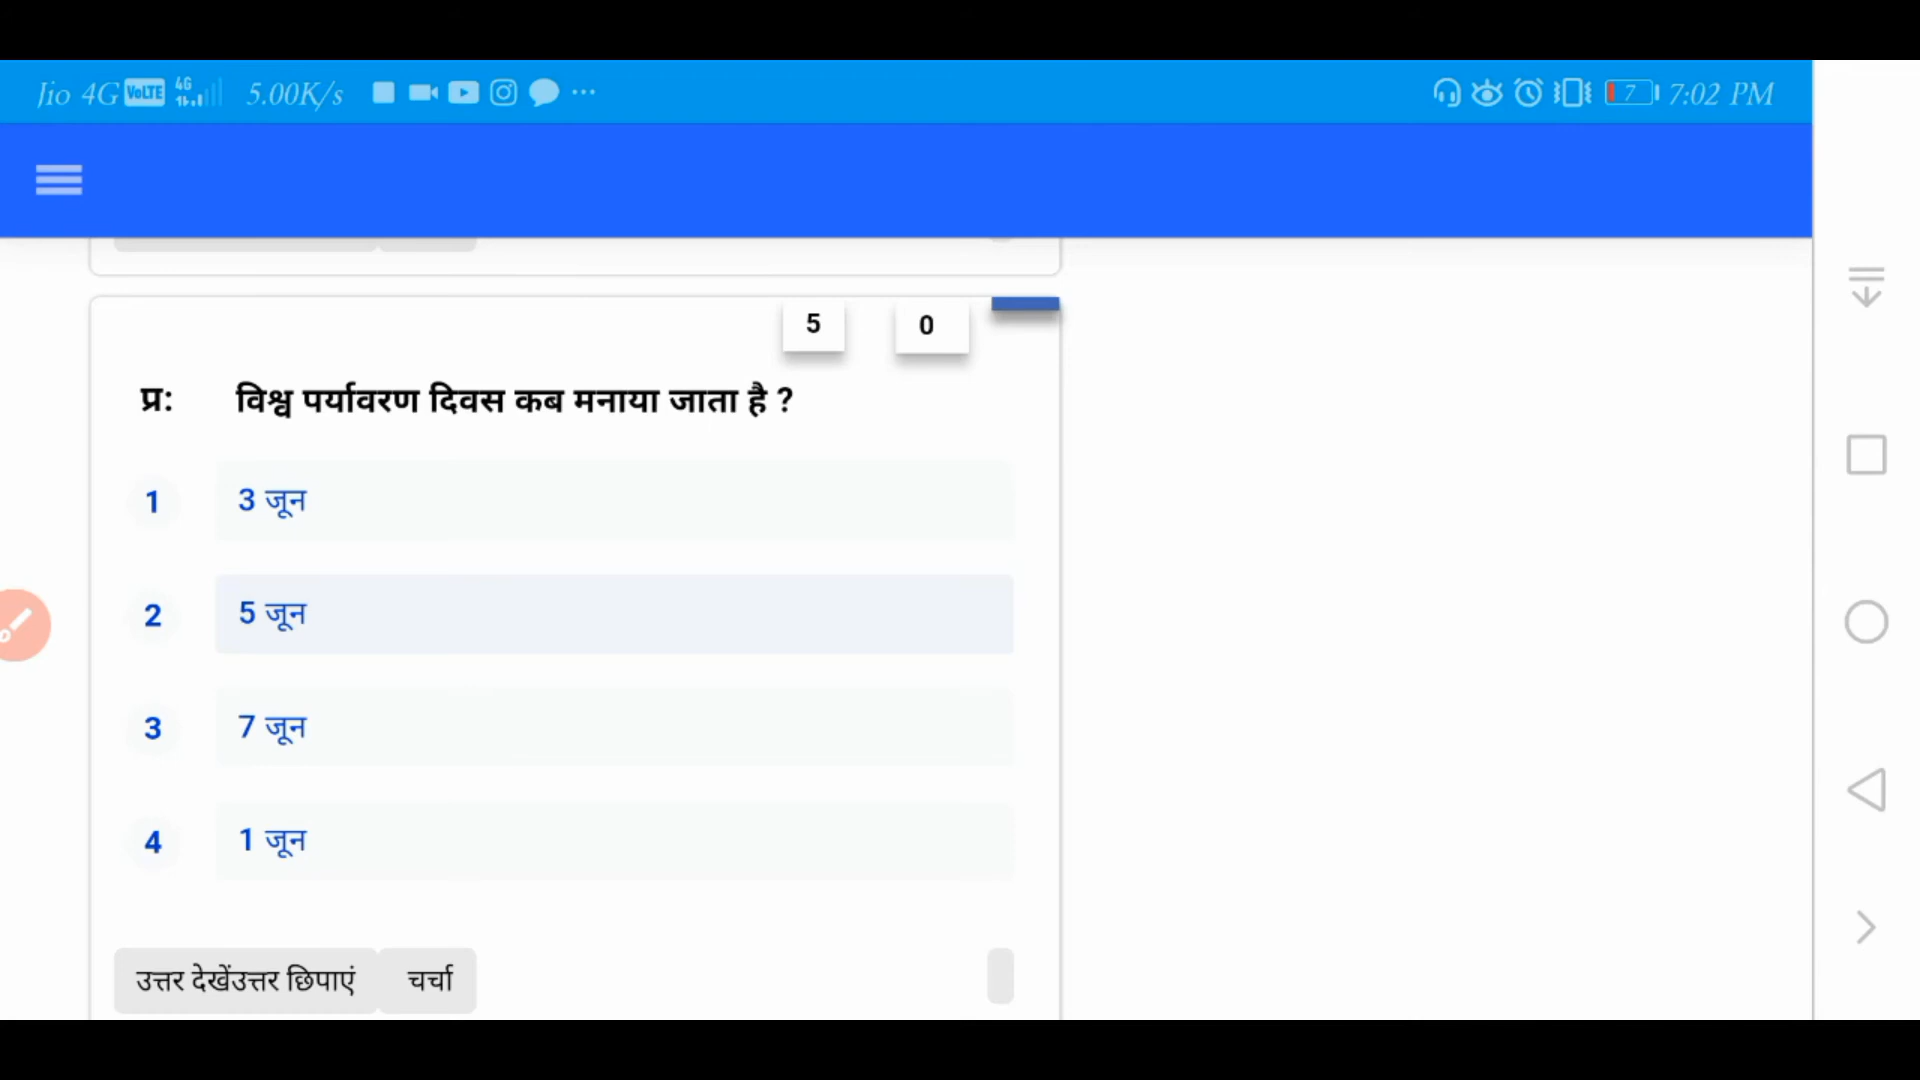 Jio 4G VoLTE 4G 5.00K/s ... 7 7:02 PM
5 0
प्र: विश्व पर्यावरण दिवस कब मनाया जाता है ?
1 3 जून
2 5 जून
3 7 जून
4 1 जून
उत्तर देखेंउत्तर छिपाएं चर्चा